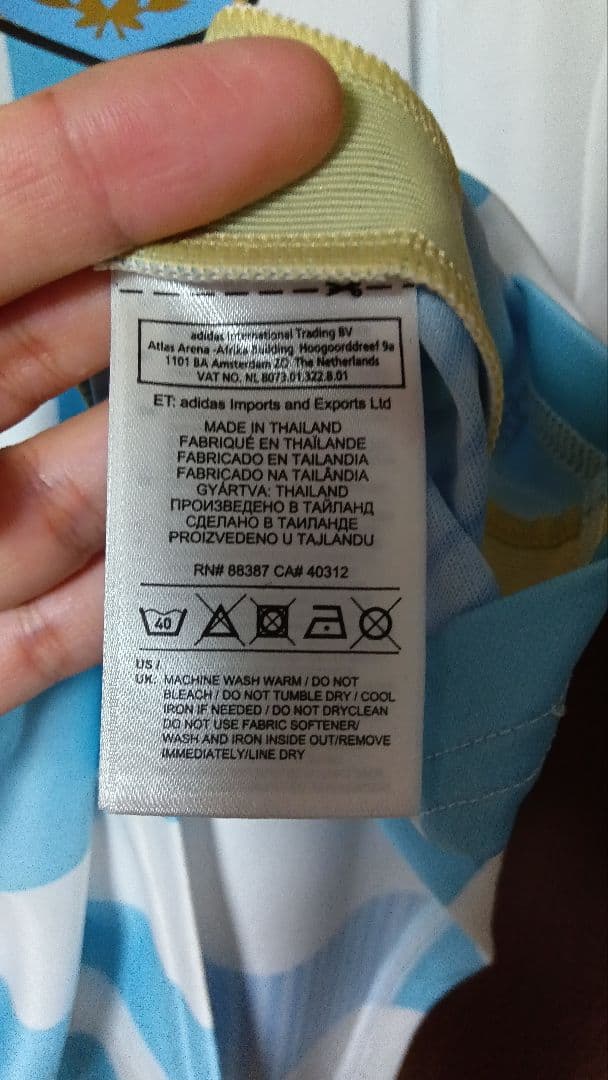 adidas International Trading BV
Atlas Arena -Afrika Building Hoogoorddreef 9a
1101 BA Amsterdam ZO The Netherlands
VAT NO. NL 8073.01.322.B.01
ET: adidas Imports and Exports Ltd
MADE IN THAILAND
FABRIQUÉ EN THAÏLANDE
FABRICADO EN TAILANDIA
FABRICADO NA TAILÂNDIA
GYÁRTVA: THAILAND
ПРОИЗВЕДЕНО В ТАЙЛАНД
СДЕЛАНО В ТАИЛАНДЕ
PROIZVEDENO U TAJLANDU
RN# 88387 CA# 40312
40
US /
UK MACHINE WASH WARM / DO NOT
BLEACH / DO NOT TUMBLE DRY / COOL
IRON IF NEEDED / DO NOT DRYCLEAN
DO NOT USE FABRIC SOFTENER/
WASH AND IRON INSIDE OUT/REMOVE
IMMEDIATELY/LINE DRY